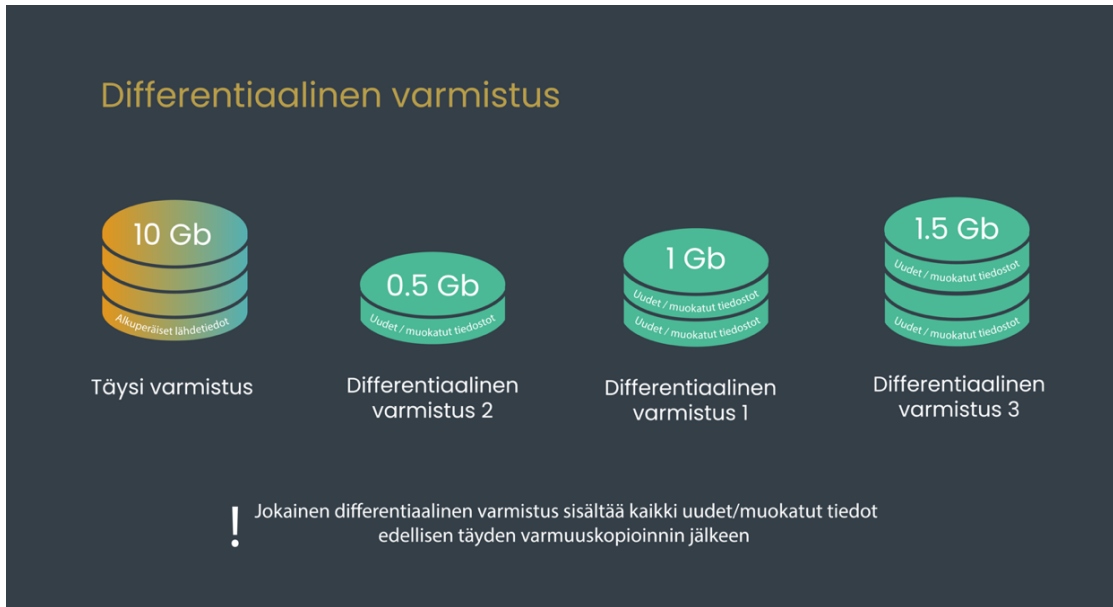 Differentiaalinen varmistus
10 Gb
Alkuperäiset lähdetiedot
Täysi varmistus
0.5 Gb
Uudet / muokatut tiedostot
Differentiaalinen
varmistus 2
1 Gb
Uudet / muokatut tiedostot
Uudet / muokatut tiedostot
Differentiaalinen
varmistus 1
1.5 Gb
Uudet / muokatut tiedostot
Uudet / muokatut tiedostot
Differentiaalinen
varmistus 3
! Jokainen differentiaalinen varmistus sisältää kaikki uudet/muokatut tiedot
edellisen täyden varmuuskopioinnin jälkeen